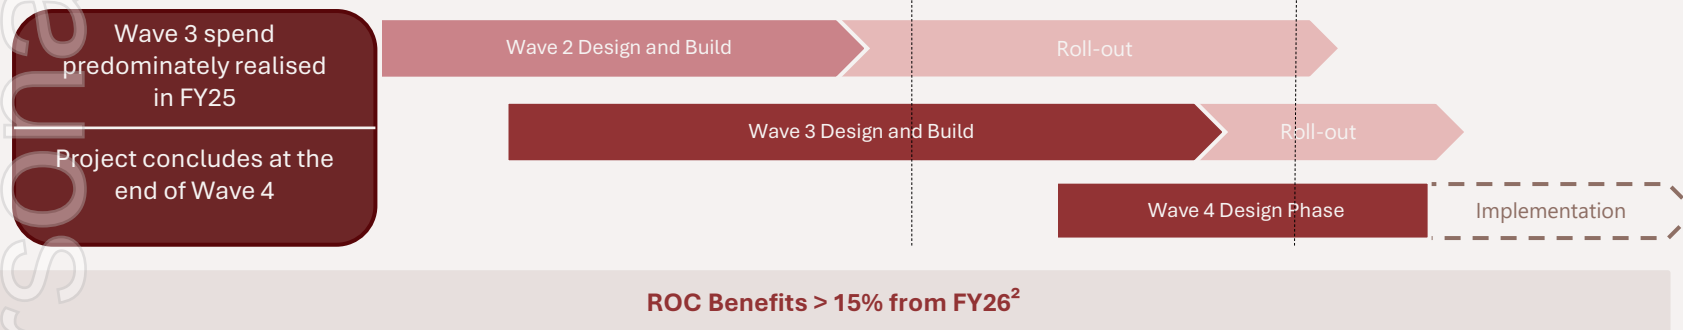 Wave 3 spend
predominately realised
in FY25
Project concludes at the
end of Wave 4
Wave 2 Design and Build
Roll-out
Wave 3 Design and Build
Roll-out
Wave 4 Design Phase
Implementation
ROC Benefits > 15% from FY26²
sona